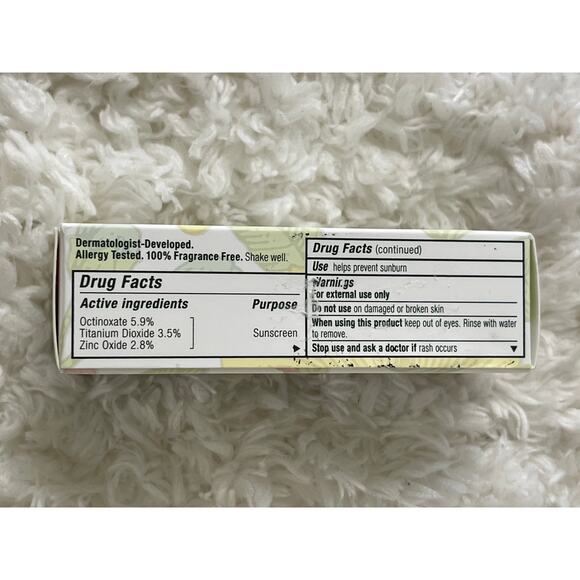 Dermatologist-Developed.
Allergy Tested. 100% Fragrance Free. Shake well.
Drug Facts
Active ingredients Purpose
Octinoxate 5.9%
Titanium Dioxide 3.5% Sunscreen
Zinc Oxide 2.8%
Drug Facts (continued)
Use helps prevent sunburn
Warnings
For external use only
Do not use on damaged or broken skin
When using this product keep out of eyes. Rinse with water
to remove.
Stop use and ask a doctor if rash occurs